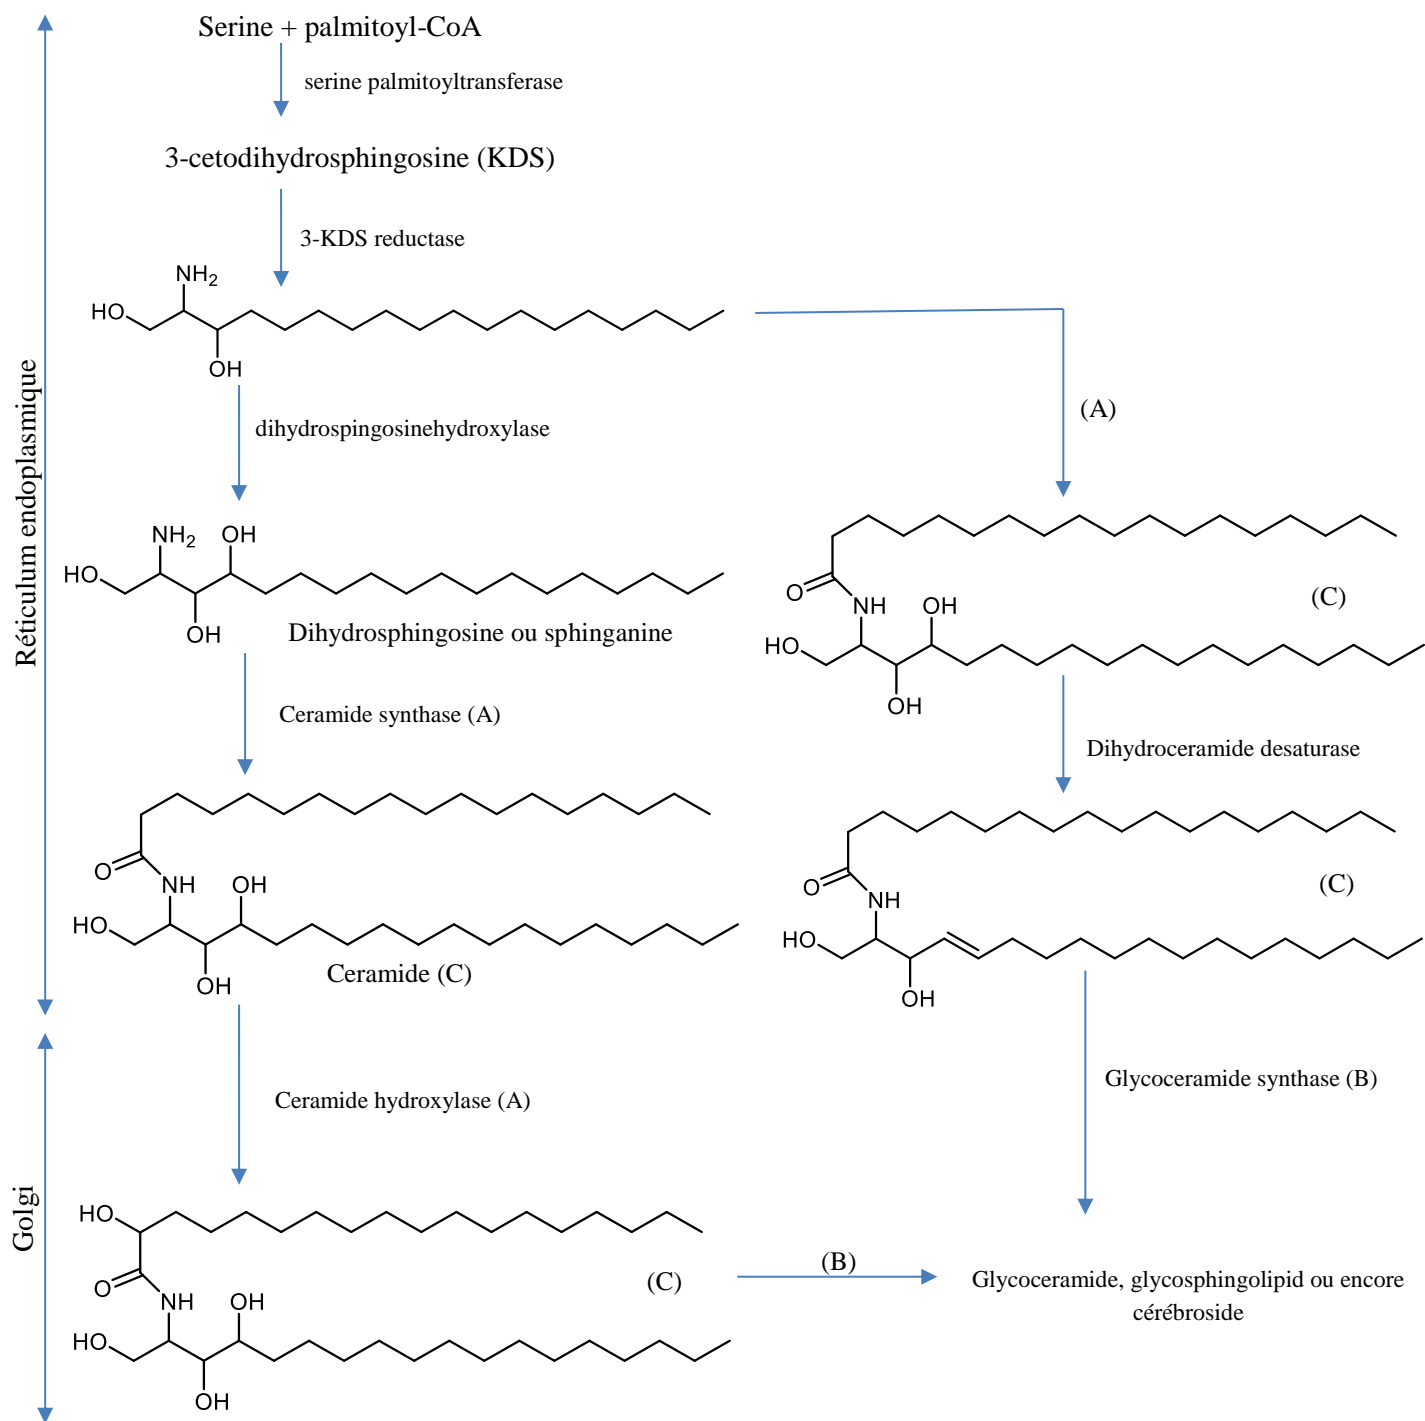 Serine + palmitoyl-CoA
serine palmitoyltransferase
3-cetodihydrosphingosine (KDS)
3-KDS reductase
NH2
HO
OH
(A)
dihydrospingosinehydroxylase
Réticulum endoplasmique
NH2
OH
HO
OH
Dihydrosphingosine ou sphinganine
O
NH
OH
(C)
HO
OH
Ceramide synthase (A)
Dihydroceramide desaturase
O
NH
OH
HO
OH
Ceramide (C)
O
NH
(C)
HO
OH
Golgi
Ceramide hydroxylase (A)
Glycoceramide synthase (B)
HO
O
NH
OH
(C)
HO
OH
(B)
Glycoceramide, glycosphingolipid ou encore
cérébroside